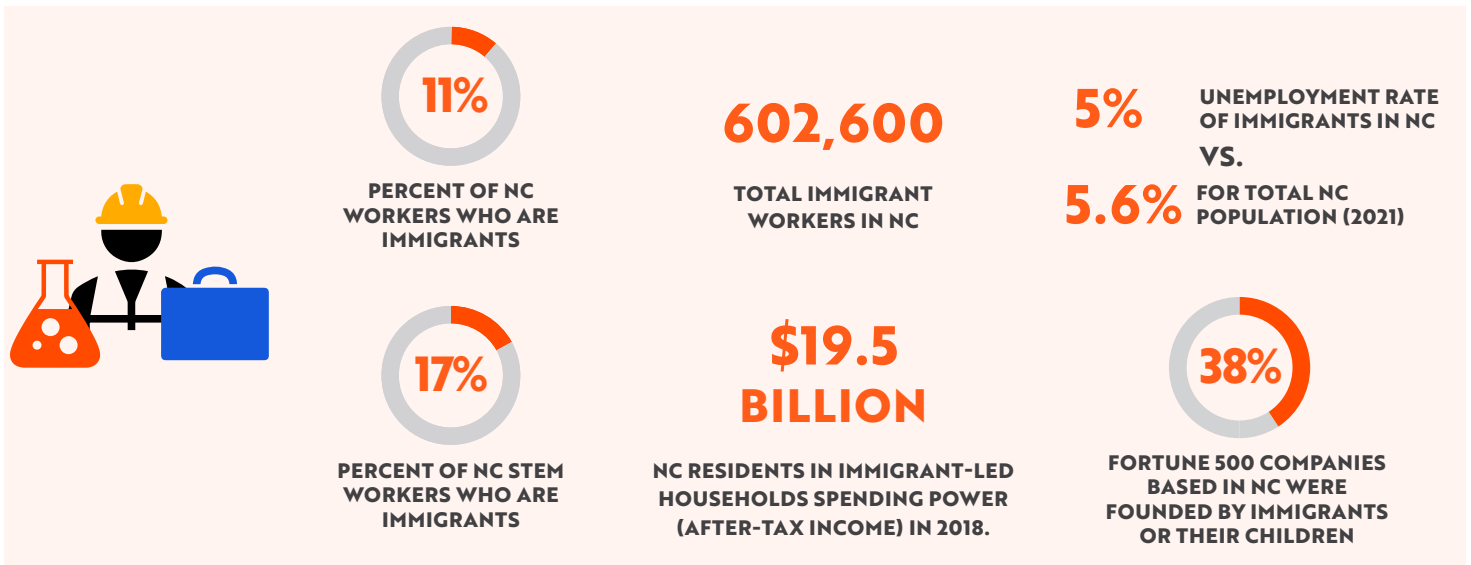 11%
PERCENT OF NC
WORKERS WHO ARE
IMMIGRANTS
602,600
TOTAL IMMIGRANT
WORKERS IN NC
5%
UNEMPLOYMENT RATE
OF IMMIGRANTS IN NC
VS.
5.6%
FOR TOTAL NC
POPULATION (2021)
17%
PERCENT OF NC STEM
WORKERS WHO ARE
IMMIGRANTS
$19.5
BILLION
NC RESIDENTS IN IMMIGRANT-LED
HOUSEHOLDS SPENDING POWER
(AFTER-TAX INCOME) IN 2018.
38%
FORTUNE 500 COMPANIES
BASED IN NC WERE
FOUNDED BY IMMIGRANTS
OR THEIR CHILDREN